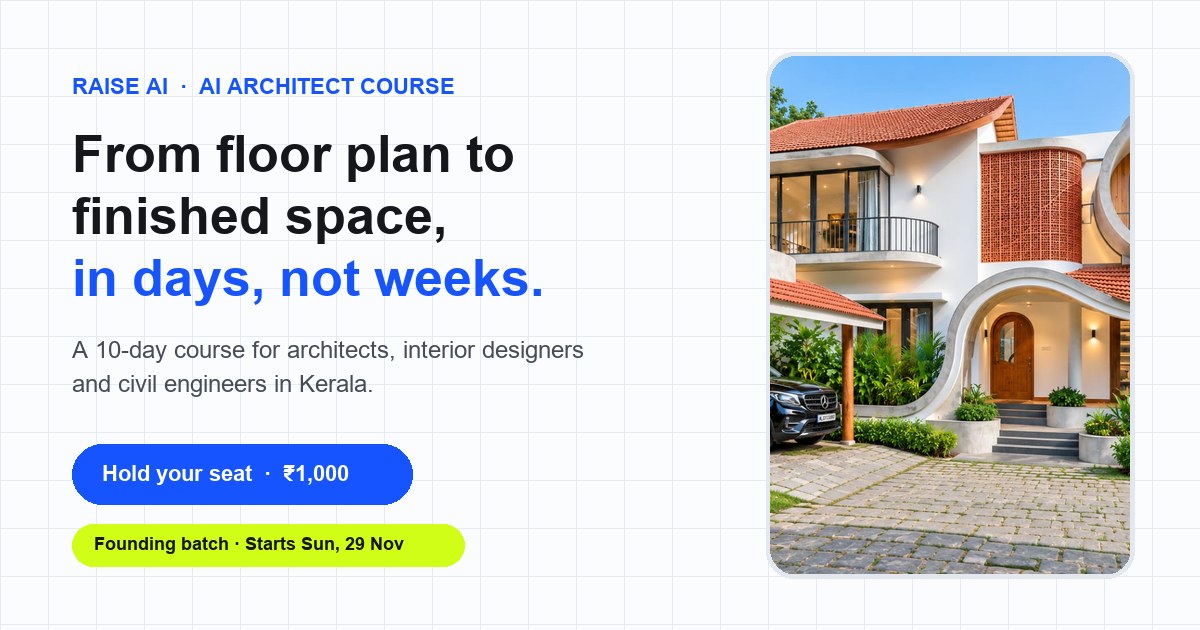 RAISE AI · AI ARCHITECT COURSE
From floor plan to
finished space,
in days, not weeks.
A 10-day course for architects, interior designers
and civil engineers in Kerala.
Hold your seat · ₹1,000
Founding batch · Starts Sun, 29 Nov